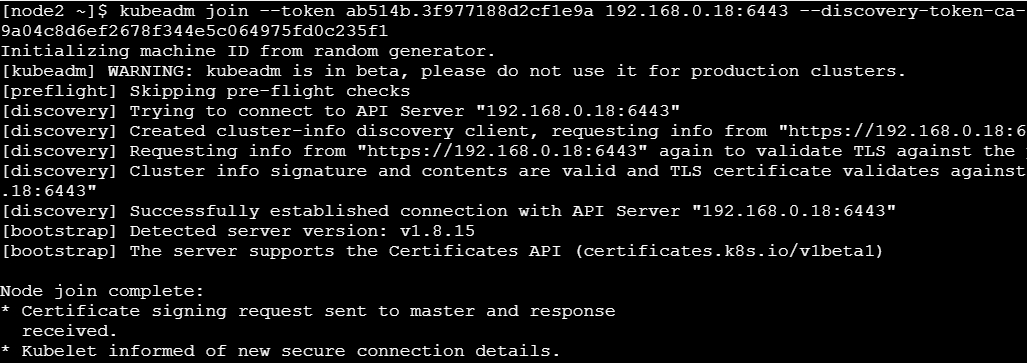 [node2 ~]$ kubeadm join --token ab514b.3f977188d2cf1e9a 192.168.0.18:6443 --discovery-token-ca-
9a04c8d6ef2678f344e5c064975fd0c235f1
Initializing machine ID from random generator.
[kubeadm] WARNING: kubeadm is in beta, please do not use it for production clusters.
[preflight] Skipping pre-flight checks
[discovery] Trying to connect to API Server "192.168.0.18:6443"
[discovery] Created cluster-info discovery client, requesting info from "https://192.168.0.18:6
[discovery] Requesting info from "https://192.168.0.18:6443" again to validate TLS against the
[discovery] Cluster info signature and contents are valid and TLS certificate validates against
.18:6443"
[discovery] Successfully established connection with API Server "192.168.0.18:6443"
[bootstrap] Detected server version: v1.8.15
[bootstrap] The server supports the Certificates API (certificates.k8s.io/v1beta1)
Node join complete:
* Certificate signing request sent to master and response
received.
* Kubelet informed of new secure connection details.